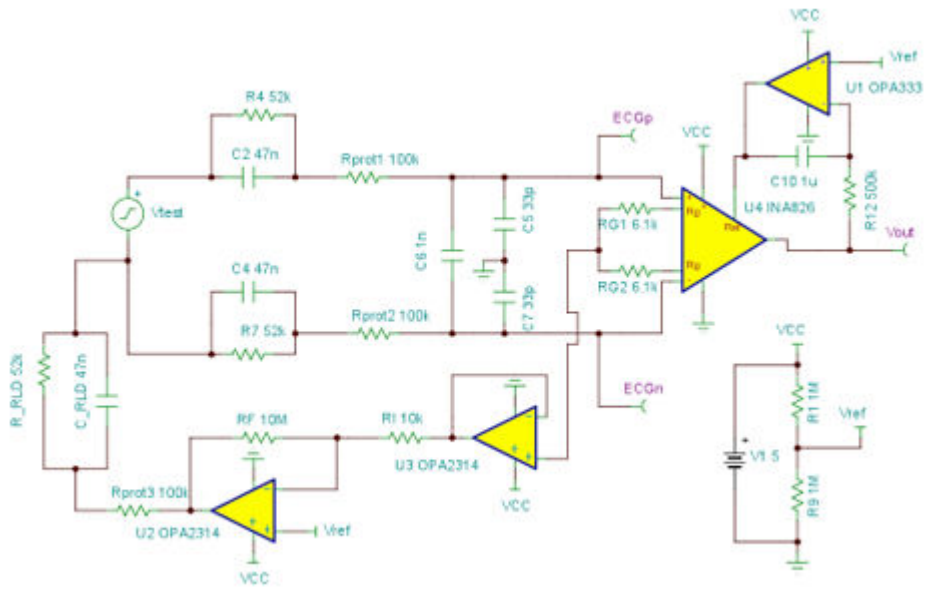 VCC
Vref
U1 OPA333
R4 52k
ECGp
C2 47n
Rprot1 100k
VCC
C10 1u
U4 INA826
R12 500k
Vtest
C5 33p
RG1 6.1k
Rg
Ref
Vout
C6 1n
C4 47n
RG2 6.1k
Rg
C7 33p
R7 52k
Rprot2 100k
VCC
R_RLD 52k
C_RLD 47n
ECGn
RF 10M
RI 10k
R1 1M
Vref
U3 OPA2314
V1 5
Rprot3 100k
VCC
R9 1M
U2 OPA2314
Vref
VCC